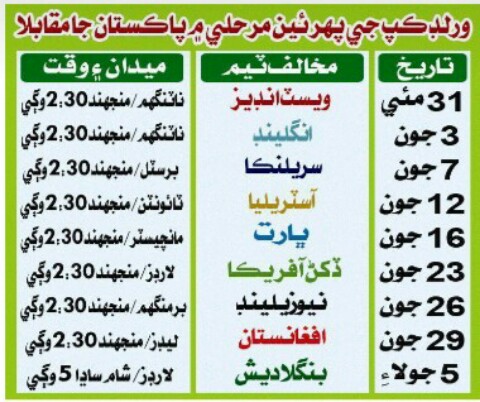 ورلڊ ڪپ جي پهرئين مرحلي ۾ پاڪستان جا مقابلا
تاريخ مخالف ٽيم ميدان ۽ وقت
31 مئي ويسٽ انڊيز ناٽنگهم/منجهند 2:30 وڳي
3 جون انگلينڊ ناٽنگهم/منجهند 2:30 وڳي
7 جون سريلنڪا برسٽل/منجهند 2:30 وڳي
12 جون آسٽريليا ٽائونٽن/منجهند 2:30 وڳي
16 جون ڀارت مانچيسٽر/منجهند 2:30 وڳي
23 جون ڏکڻ آفريڪا لارڊز/منجهند 2:30 وڳي
26 جون نيوزيلينڊ برمنگهم/منجهند 2:30 وڳي
29 جون افغانستان ليڊز/منجهند 2:30 وڳي
5 جولاءِ بنگلاديش لارڊز/شام ساڍا 5 وڳي